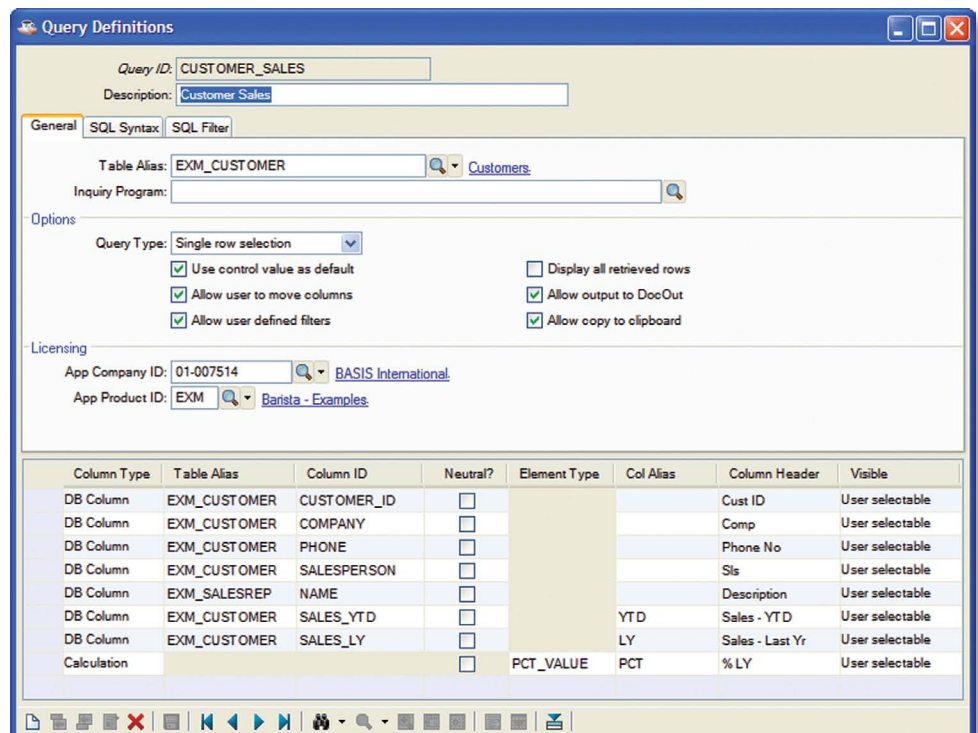 Query Definitions
Query ID: CUSTOMER_SALES
Description: Customer Sales
General SQL Syntax SQL Filter
Table Alias: EXM_CUSTOMER Customers
Inquiry Program:
Options
Query Type: Single row selection
Use control value as default Display all retrieved rows
Allow user to move columns Allow output to DocOut
Allow user defined filters Allow copy to clipboard
Licensing
App Company ID: 01-007514 BASIS International
App Product ID: EXM Barista - Examples
Column Type Table Alias Column ID Neutral? Element Type Col Alias Column Header Visible
DB Column EXM_CUSTOMER CUSTOMER_ID Cust ID User selectable
DB Column EXM_CUSTOMER COMPANY Comp User selectable
DB Column EXM_CUSTOMER PHONE Phone No User selectable
DB Column EXM_CUSTOMER SALESPERSON Sls User selectable
DB Column EXM_SALESREP NAME Description User selectable
DB Column EXM_CUSTOMER SALES_YTD YTD Sales - YTD User selectable
DB Column EXM_CUSTOMER SALES_LY LY Sales - Last Yr User selectable
Calculation PCT_VALUE PCT % LY User selectable